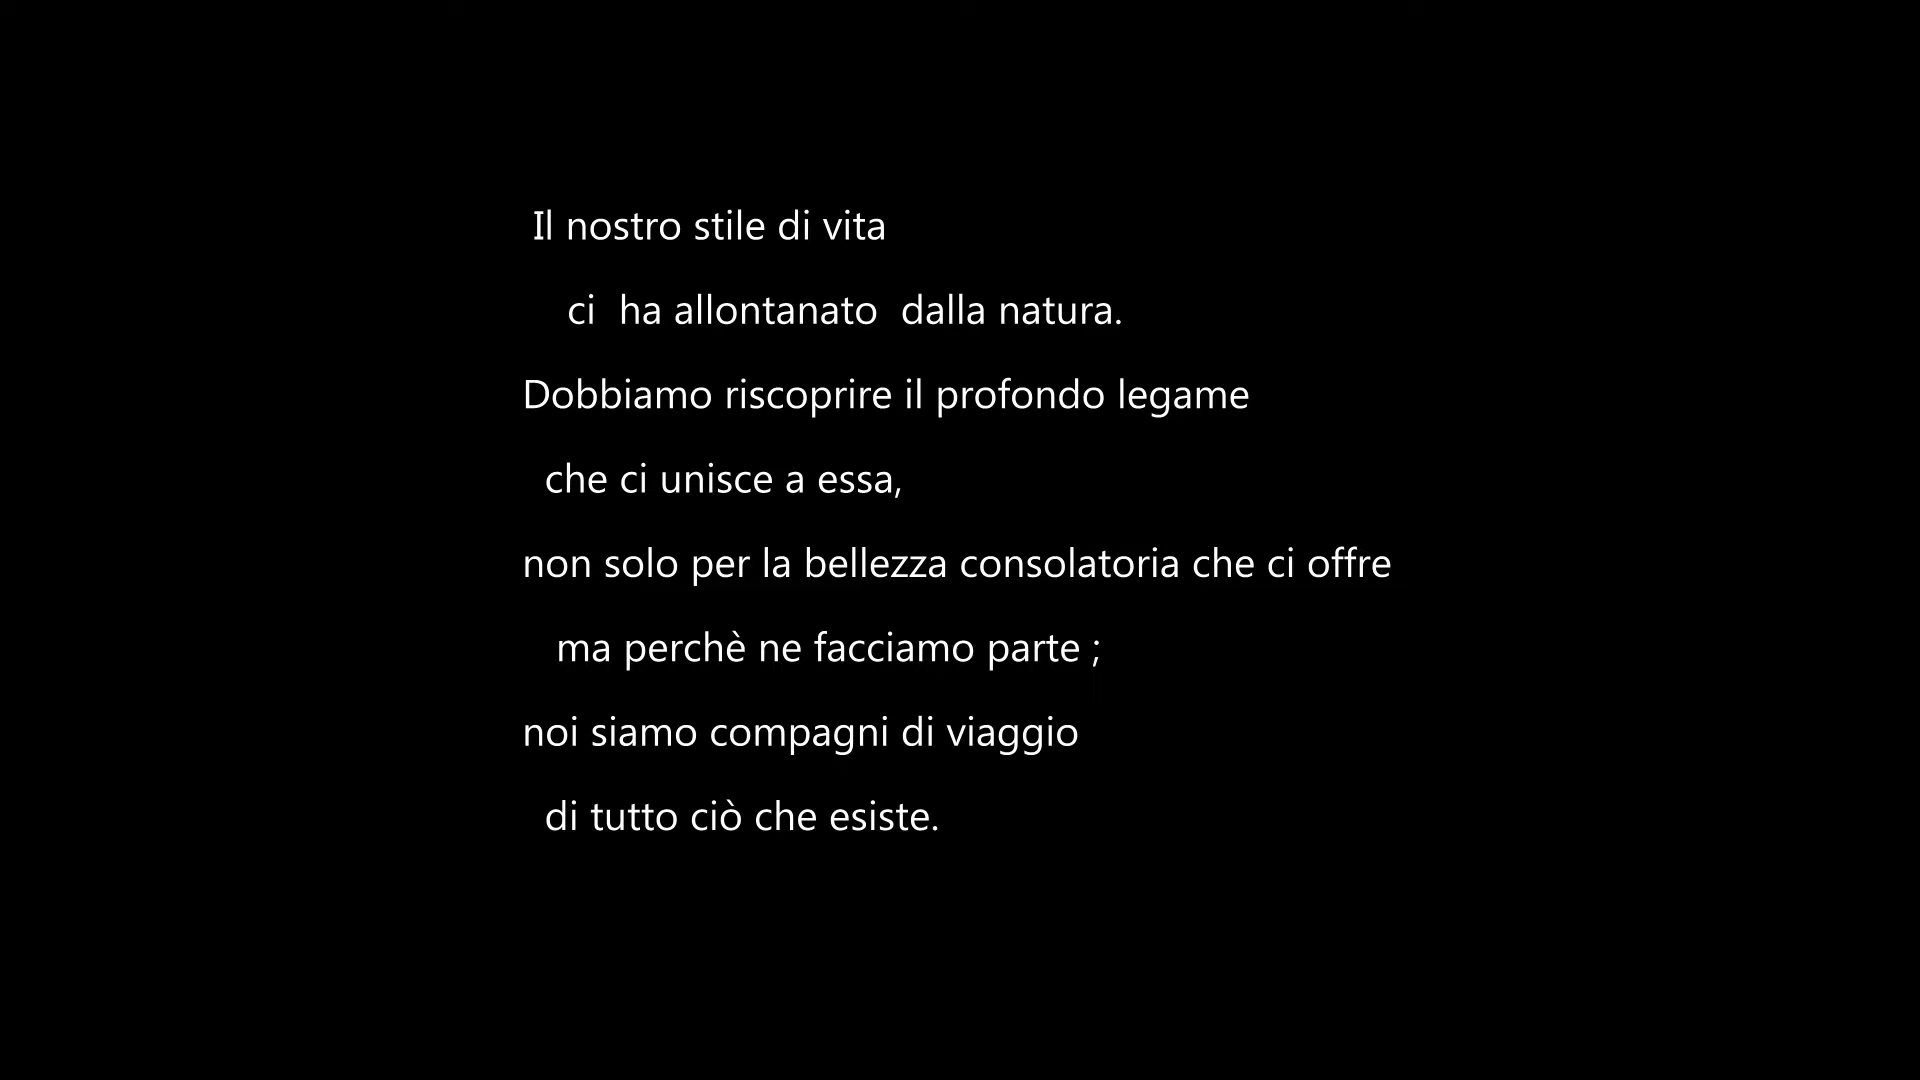 Il nostro stile di vita
ci  ha allontanato  dalla natura.
Dobbiamo riscoprire il profondo legame
che ci unisce a essa,
non solo per la bellezza consolatoria che ci offre
ma perchè ne facciamo parte ;
noi siamo compagni di viaggio
di tutto ciò che esiste.